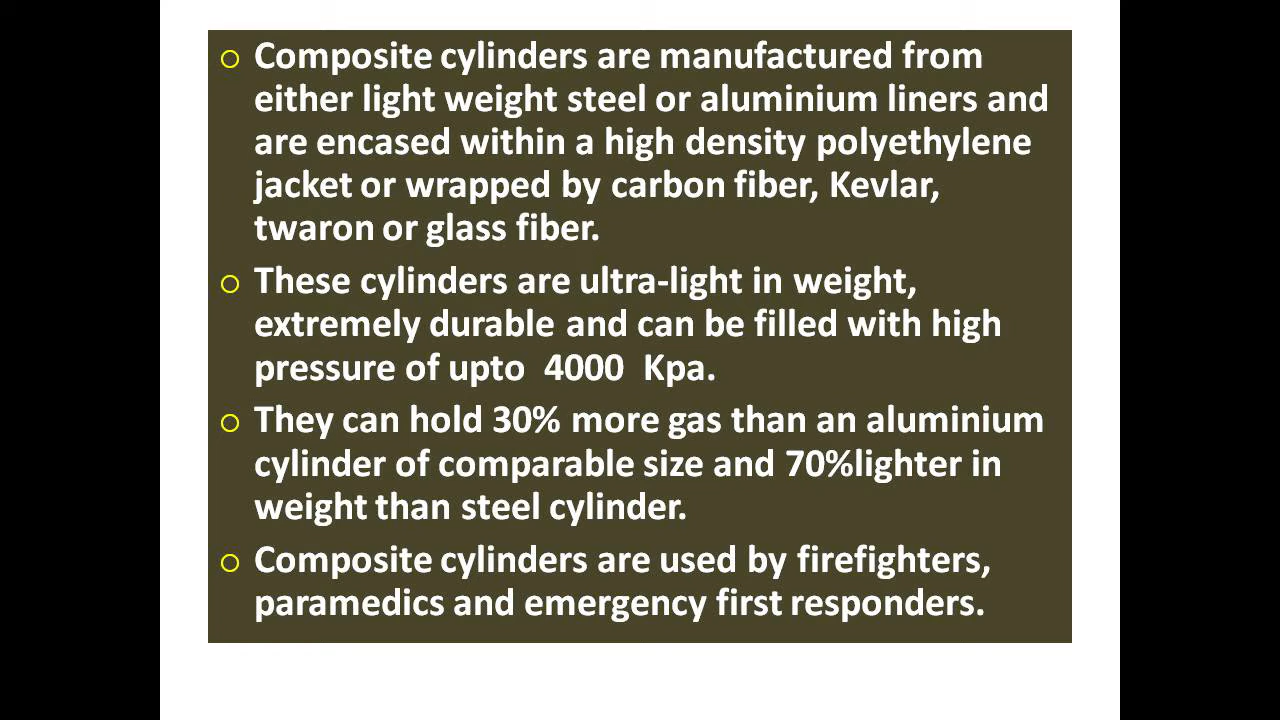 Composite cylinders are manufactured from
either light weight steel or aluminium liners and
are encased within a high density polyethylene
jacket or wrapped by carbon fiber, Kevlar,
twaron or glass fiber.
These cylinders are ultra-light in weight,
extremely durable and can be filled with high
pressure of upto  4000  Kpa.
They can hold 30% more gas than an aluminium
cylinder of comparable size and 70%lighter in
weight than steel cylinder.
Composite cylinders are used by firefighters,
paramedics and emergency first responders.